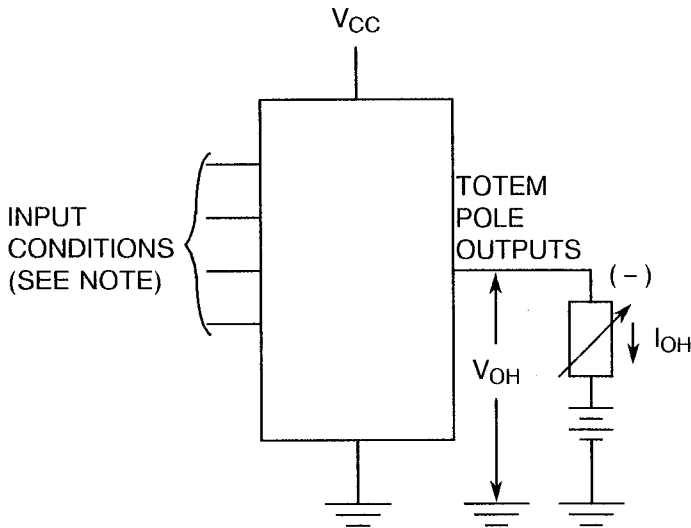 VCC
INPUT
CONDITIONS
(SEE NOTE)
TOTEM
POLE
OUTPUTS
(–)
IOH
VOH